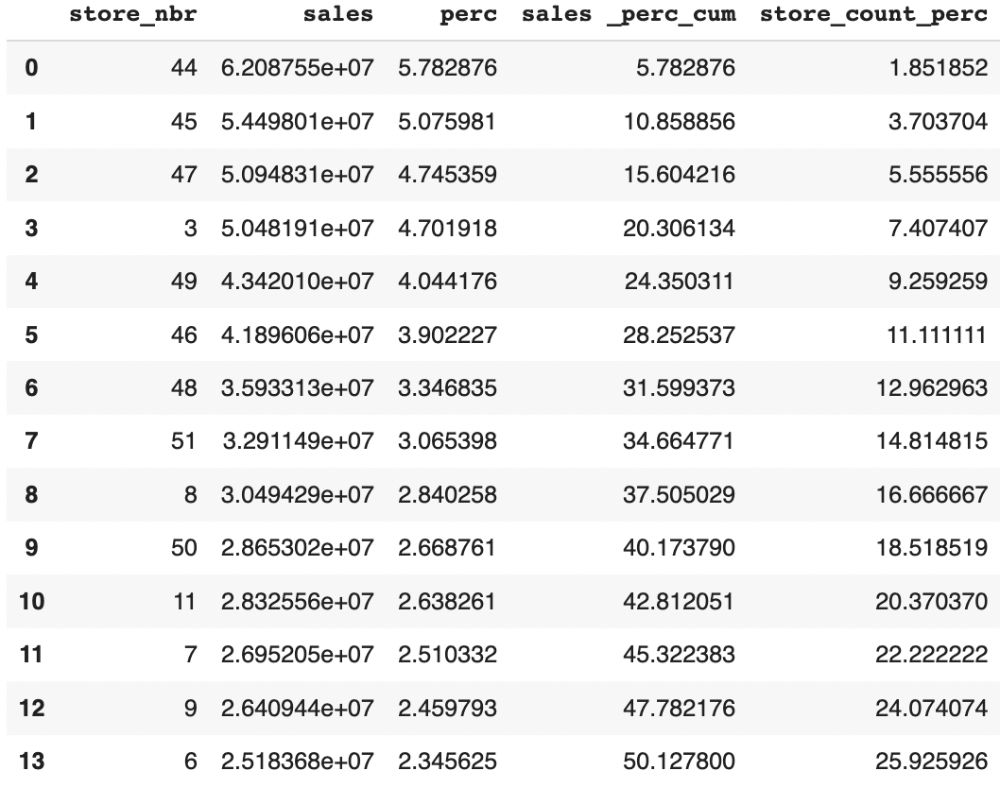 store_nbr sales perc sales _perc_cum store_count_perc
0 44 6.208755e+07 5.782876 5.782876 1.851852
1 45 5.449801e+07 5.075981 10.858856 3.703704
2 47 5.094831e+07 4.745359 15.604216 5.555556
3 3 5.048191e+07 4.701918 20.306134 7.407407
4 49 4.342010e+07 4.044176 24.350311 9.259259
5 46 4.189606e+07 3.902227 28.252537 11.111111
6 48 3.593313e+07 3.346835 31.599373 12.962963
7 51 3.291149e+07 3.065398 34.664771 14.814815
8 8 3.049429e+07 2.840258 37.505029 16.666667
9 50 2.865302e+07 2.668761 40.173790 18.518519
10 11 2.832556e+07 2.638261 42.812051 20.370370
11 7 2.695205e+07 2.510332 45.322383 22.222222
12 9 2.640944e+07 2.459793 47.782176 24.074074
13 6 2.518368e+07 2.345625 50.127800 25.925926